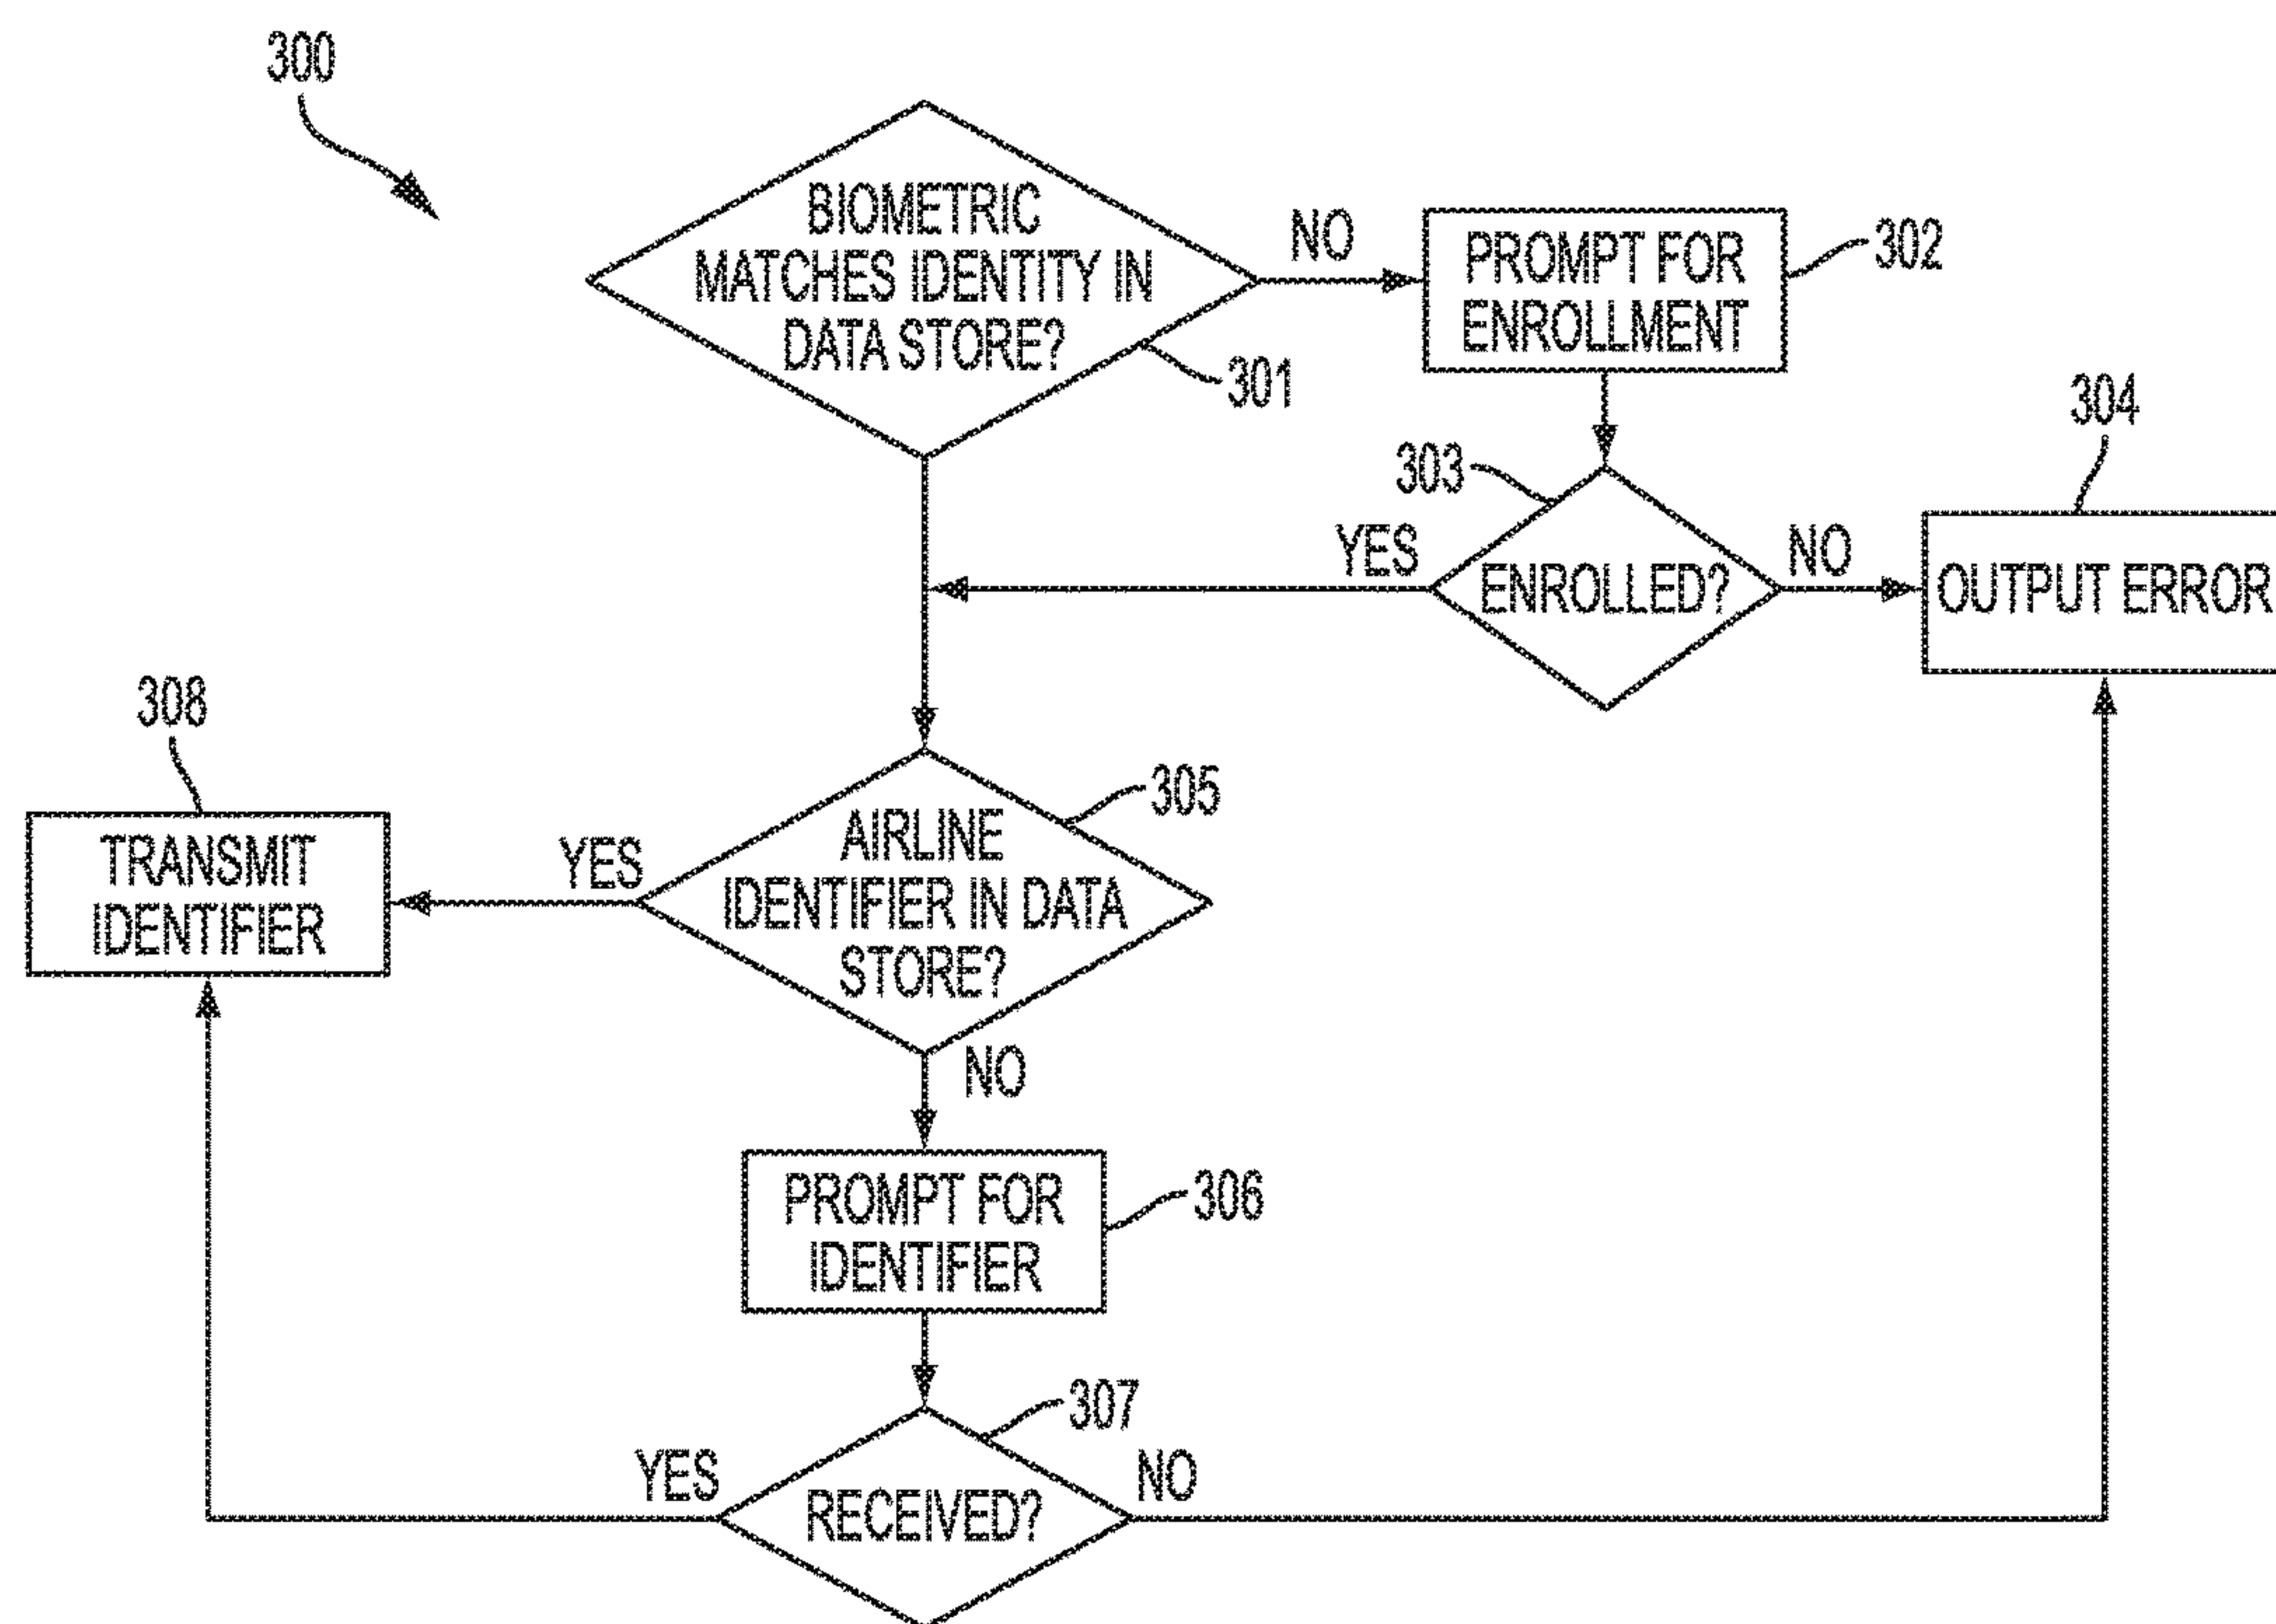 300
BIOMETRIC
MATCHES IDENTITY IN
DATA STORE?
301
NO
PROMPT FOR
ENROLLMENT
302
303
ENROLLED?
YES
NO
304
OUTPUT ERROR
305
AIRLINE
IDENTIFIER IN DATA
STORE?
YES
308
TRANSMIT
IDENTIFIER
NO
PROMPT FOR
IDENTIFIER
306
307
RECEIVED?
YES
NO